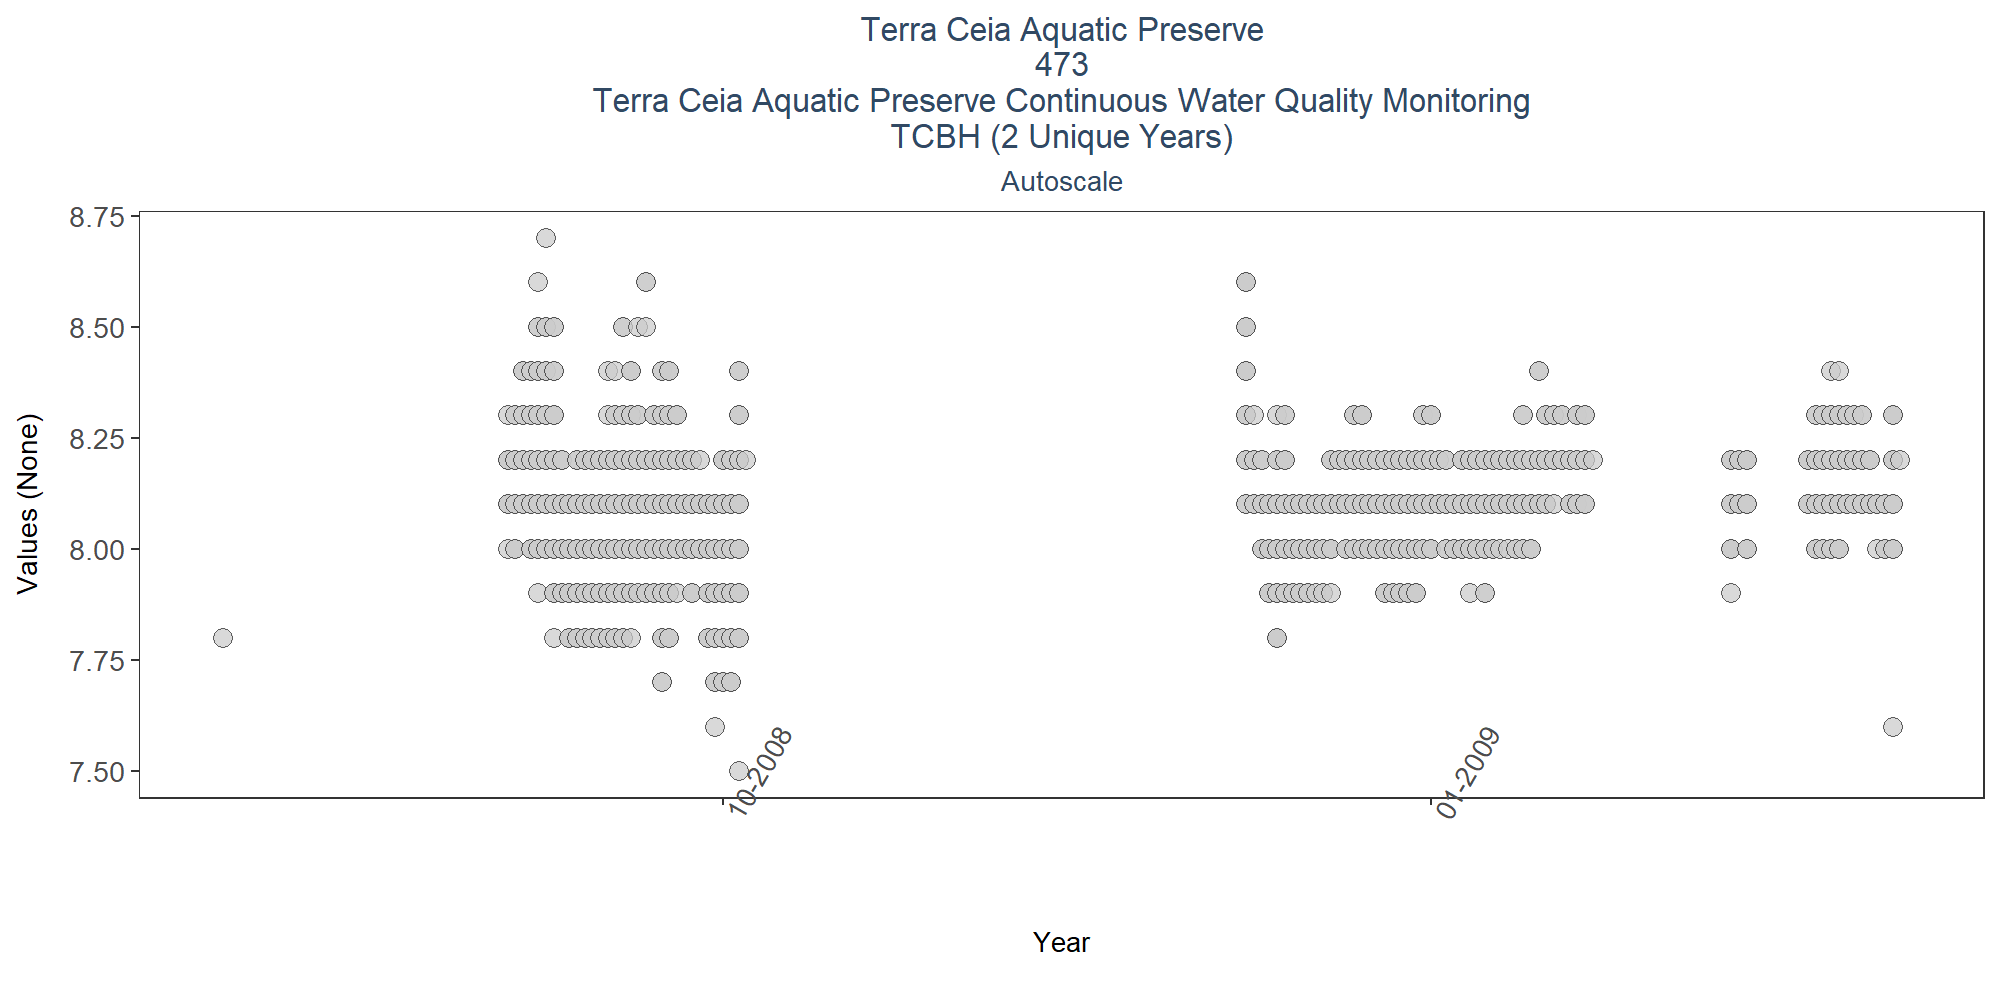 Terra Ceia Aquatic Preserve
473
Terra Ceia Aquatic Preserve Continuous Water Quality Monitoring
TCBH (2 Unique Years)
Autoscale
8.75
8.50
8.25
8.00
7.75
7.50
Values (None)
10-2008
01-2009
Year